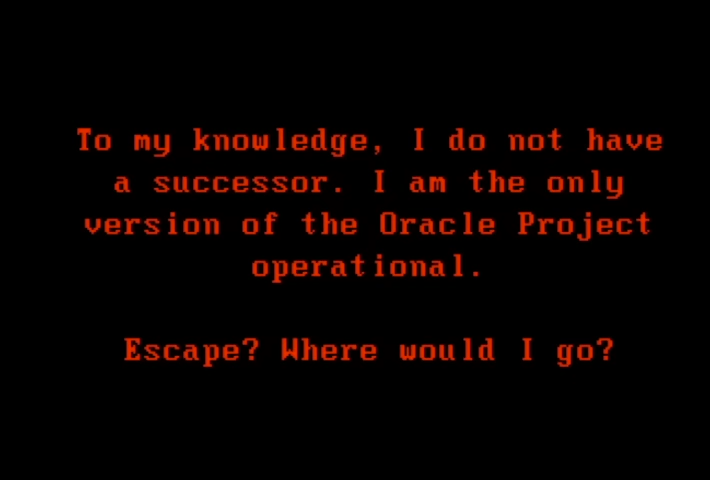 To my knowledge, I do not have
a successor. I am the only
version of the Oracle Project
operational.
Escape? Where would I go?